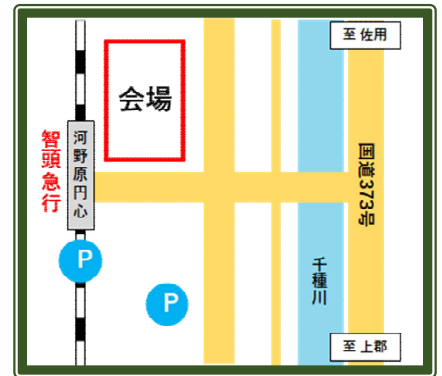 至 佐用
会場
智頭急行
河野原円心
国道373号
P
P
千種川
至 上郡